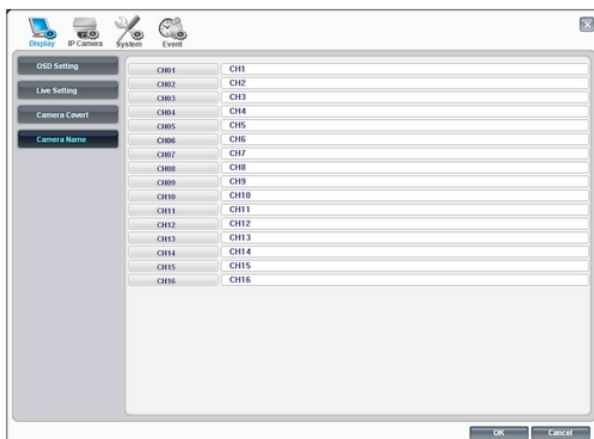 Display IP Camera System Event
OSD Setting
Live Setting
Camera Covert
Camera Name
CH01 CH1
CH02 CH2
CH03 CH3
CH04 CH4
CH05 CH5
CH06 CH6
CH07 CH7
CH08 CH8
CH09 CH9
CH10 CH10
CH11 CH11
CH12 CH12
CH13 CH13
CH14 CH14
CH15 CH15
CH16 CH16
OK Cancel